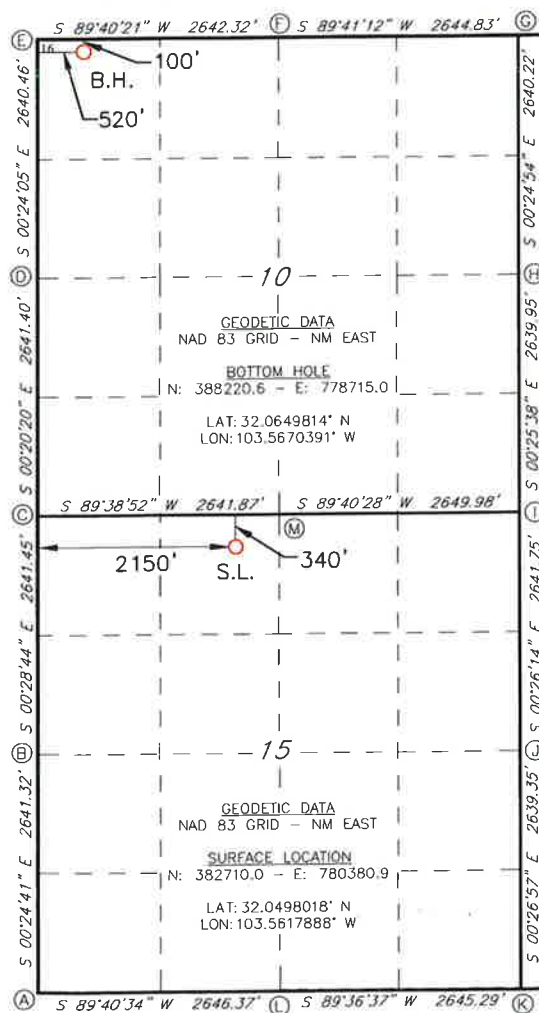 S 89°40'21" W 2642.32'
S 89°41'12" W 2644.83'
E
F
G
16
B.H.
100'
520'
S 00°24'05" E 2640.46'
S 00°24'54" E 2640.22'
D
10
H
GEODETIC DATA
NAD 83 GRID – NM EAST
BOTTOM HOLE
N: 388220.6 – E: 778715.0
LAT: 32.0649814° N
LON: 103.5670391° W
S 00°20'20" E 2641.40'
S 00°25'38" E 2639.95'
S 89°38'52" W 2641.87'
S 89°40'28" W 2649.98'
C
I
M
2150'
S.L.
340'
S 00°28'44" E 2641.45'
S 00°26'14" E 2641.75'
B
15
J
GEODETIC DATA
NAD 83 GRID – NM EAST
SURFACE LOCATION
N: 382710.0 – E: 780380.9
LAT: 32.0498018° N
LON: 103.5617888° W
S 00°24'41" E 2641.32'
S 00°26'57" E 2639.35'
A
S 89°40'34" W 2646.37'
L
S 89°36'37" W 2645.29'
K